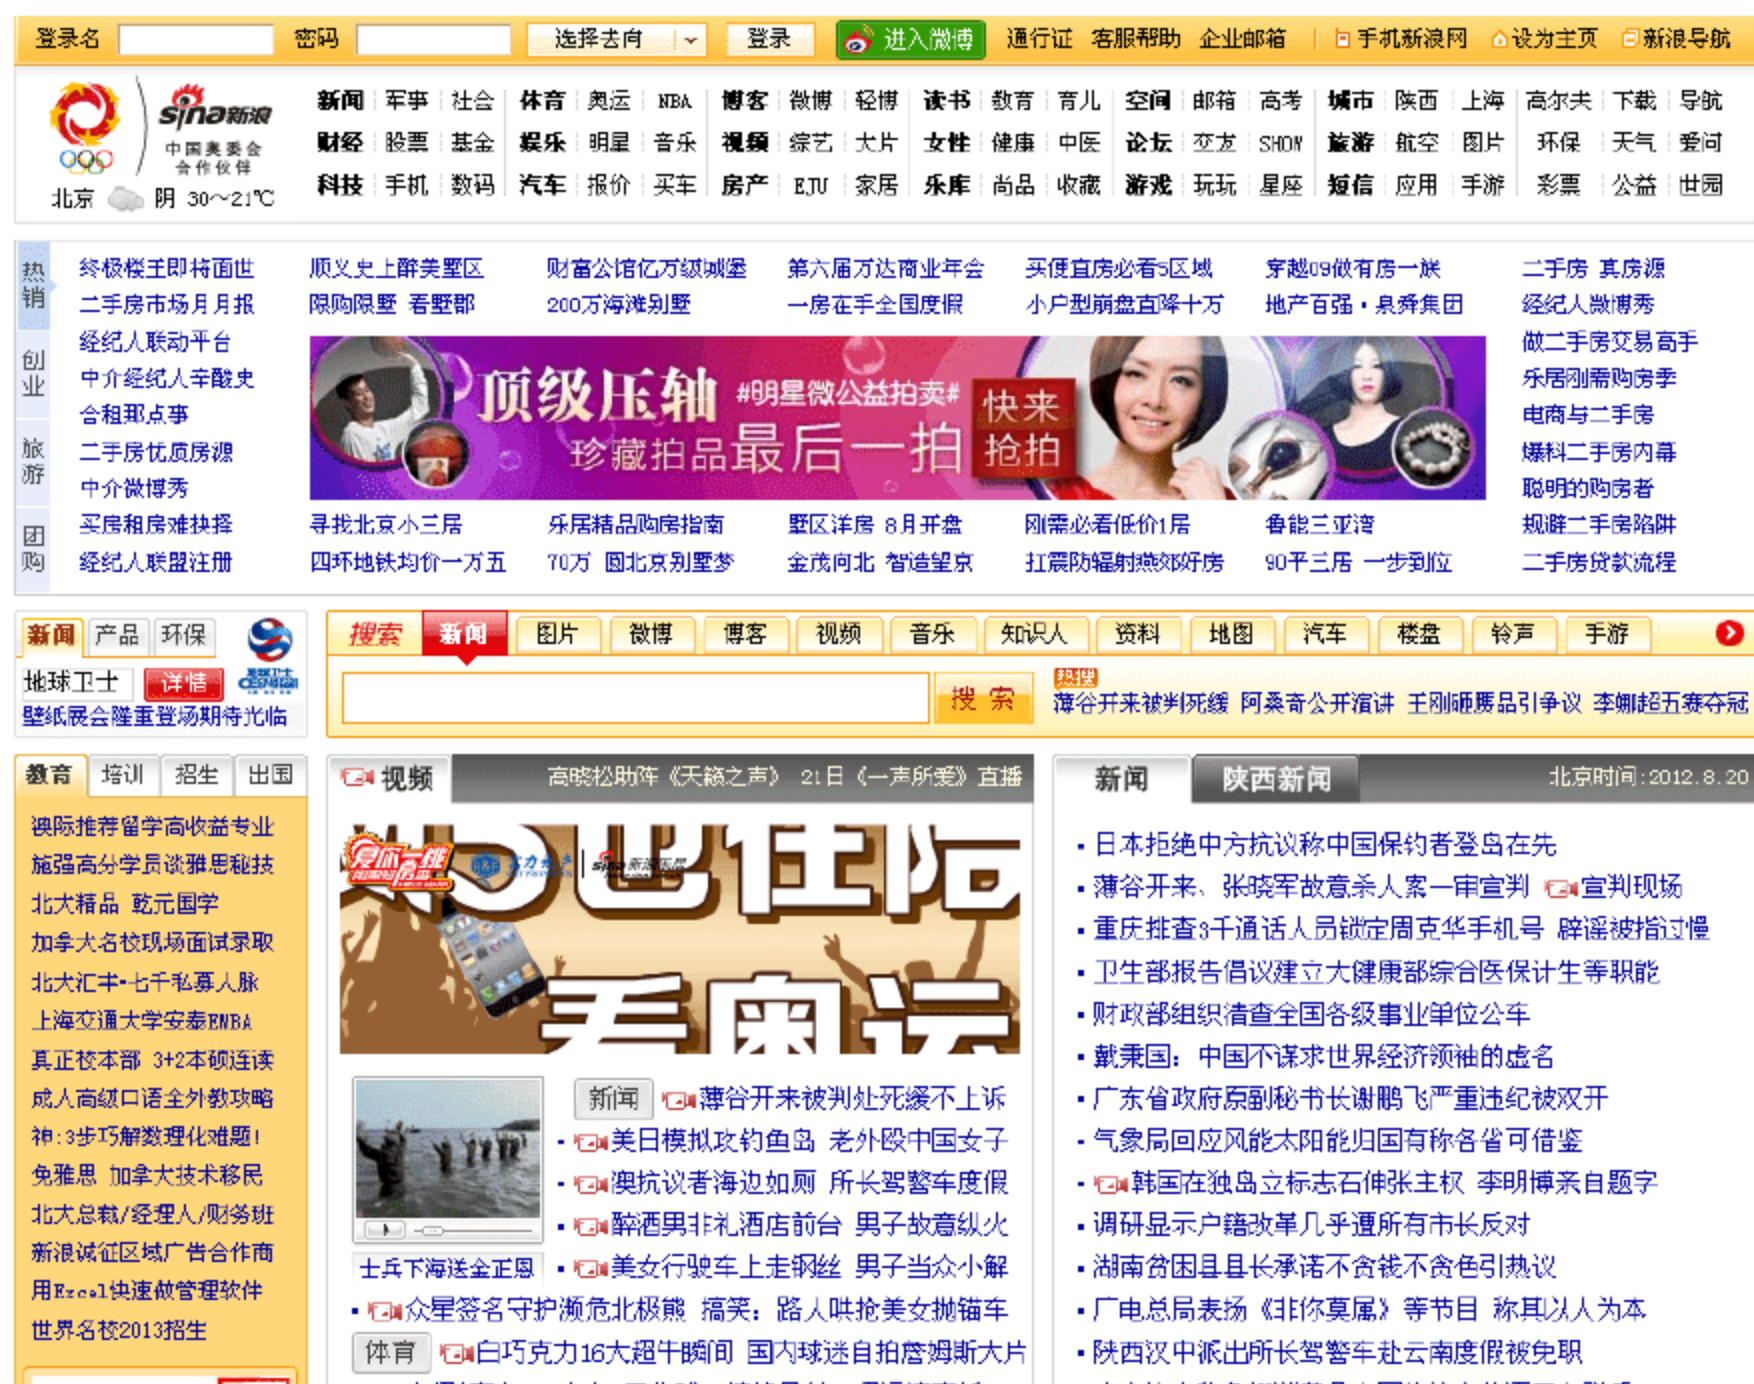 登录名 密码 选择去向 登录 进入微博 通行证 客服帮助 企业邮箱 手机新浪网 设为主页 新浪导航
sina新浪
中国奥委会
合作伙伴
北京 阴 30～21℃
新闻 军事 社会 体育 奥运 NBA 博客 微博 轻博 读书 教育 育儿 空间 邮箱 高考 城市 陕西 上海 高尔夫 下载 导航
财经 股票 基金 娱乐 明星 音乐 视频 综艺 大片 女性 健康 中医 论坛 交友 SHOW 旅游 航空 图片 环保 天气 爱问
科技 手机 数码 汽车 报价 买车 房产 EJU 家居 乐库 尚品 收藏 游戏 玩玩 星座 短信 应用 手游 彩票 公益 世园
热销
创业
旅游
团购
终极楼王即将面世 顺义史上醉美墅区 财富公馆亿万级城堡 第六届万达商业年会 买便宜房必看5区域 穿越09做有房一族 二手房 真房源
二手房市场月月报 限购限墅 看墅郡 200万海滩别墅 一房在手全国度假 小户型崩盘直降十万 地产百强·泉舜集团 经纪人微博秀
经纪人联动平台 做二手房交易高手
中介经纪人辛酸史 乐居刚需购房季
合租那点事 电商与二手房
二手房优质房源 爆料二手房内幕
中介微博秀 聪明的购房者
顶级压轴 #明星微公益拍卖#
珍藏拍品最后一拍
快来
抢拍
买房租房难抉择 寻找北京小三居 乐居精品购房指南 墅区洋房 8月开盘 刚需必看低价1居 鲁能三亚湾 规避二手房陷阱
经纪人联盟注册 四环地铁均价一万五 70万 圆北京别墅梦 金茂向北 智造望京 扛震防辐射燕郊好房 90平三居 一步到位 二手房贷款流程
新闻 产品 环保
地球卫士 详情
壁纸展会隆重登场期待光临
搜索 新闻 图片 微博 博客 视频 音乐 知识人 资料 地图 汽车 楼盘 铃声 手游
搜 索
热搜
薄谷开来被判死缓 阿桑奇公开演讲 王刚砸赝品引争议 李娜超五赛夺冠
教育 培训 招生 出国
澳际推荐留学高收益专业
施强高分学员谈雅思秘技
北大精品 乾元国学
加拿大名校现场面试录取
北大汇丰-七千私募人脉
上海交通大学安泰EMBA
真正校本部 3+2本硕连读
成人高级口语全外教攻略
神:3步巧解数理化难题!
免雅思 加拿大技术移民
北大总裁/经理人/财务班
新浪诚征区域广告合作商
用Excel快速做管理软件
世界名校2013招生
视频 高晓松助阵《天籁之声》 21日《一声所爱》直播
sina新浪乐居
看奥运
新闻 薄谷开来被判处死缓不上诉
美日模拟攻钓鱼岛 老外殴中国女子
澳抗议者海边如厕 所长驾警车度假
醉酒男非礼酒店前台 男子故意纵火
士兵下海送金正恩
美女行驶车上走钢丝 男子当众小解
众星签名守护濒危北极熊 搞笑：路人哄抢美女抛锚车
体育 白巧克力16大超牛瞬间 国内球迷自拍詹姆斯大片
新闻 陕西新闻 北京时间:2012.8.20
日本拒绝中方抗议称中国保钓者登岛在先
薄谷开来、张晓军故意杀人案一审宣判 宣判现场
重庆排查3千通话人员锁定周克华手机号 辟谣被指过慢
卫生部报告倡议建立大健康部综合医保计生等职能
财政部组织清查全国各级事业单位公车
戴秉国：中国不谋求世界经济领袖的虚名
广东省政府原副秘书长谢鹏飞严重违纪被双开
气象局回应风能太阳能归国有称各省可借鉴
韩国在独岛立标志石伸张主权 李明博亲自题字
调研显示户籍改革几乎遭所有市长反对
湖南贫困县县长承诺不贪钱不贪色引热议
广电总局表扬《非你莫属》等节目 称其以人为本
陕西汉中派出所长驾警车赴云南度假被免职